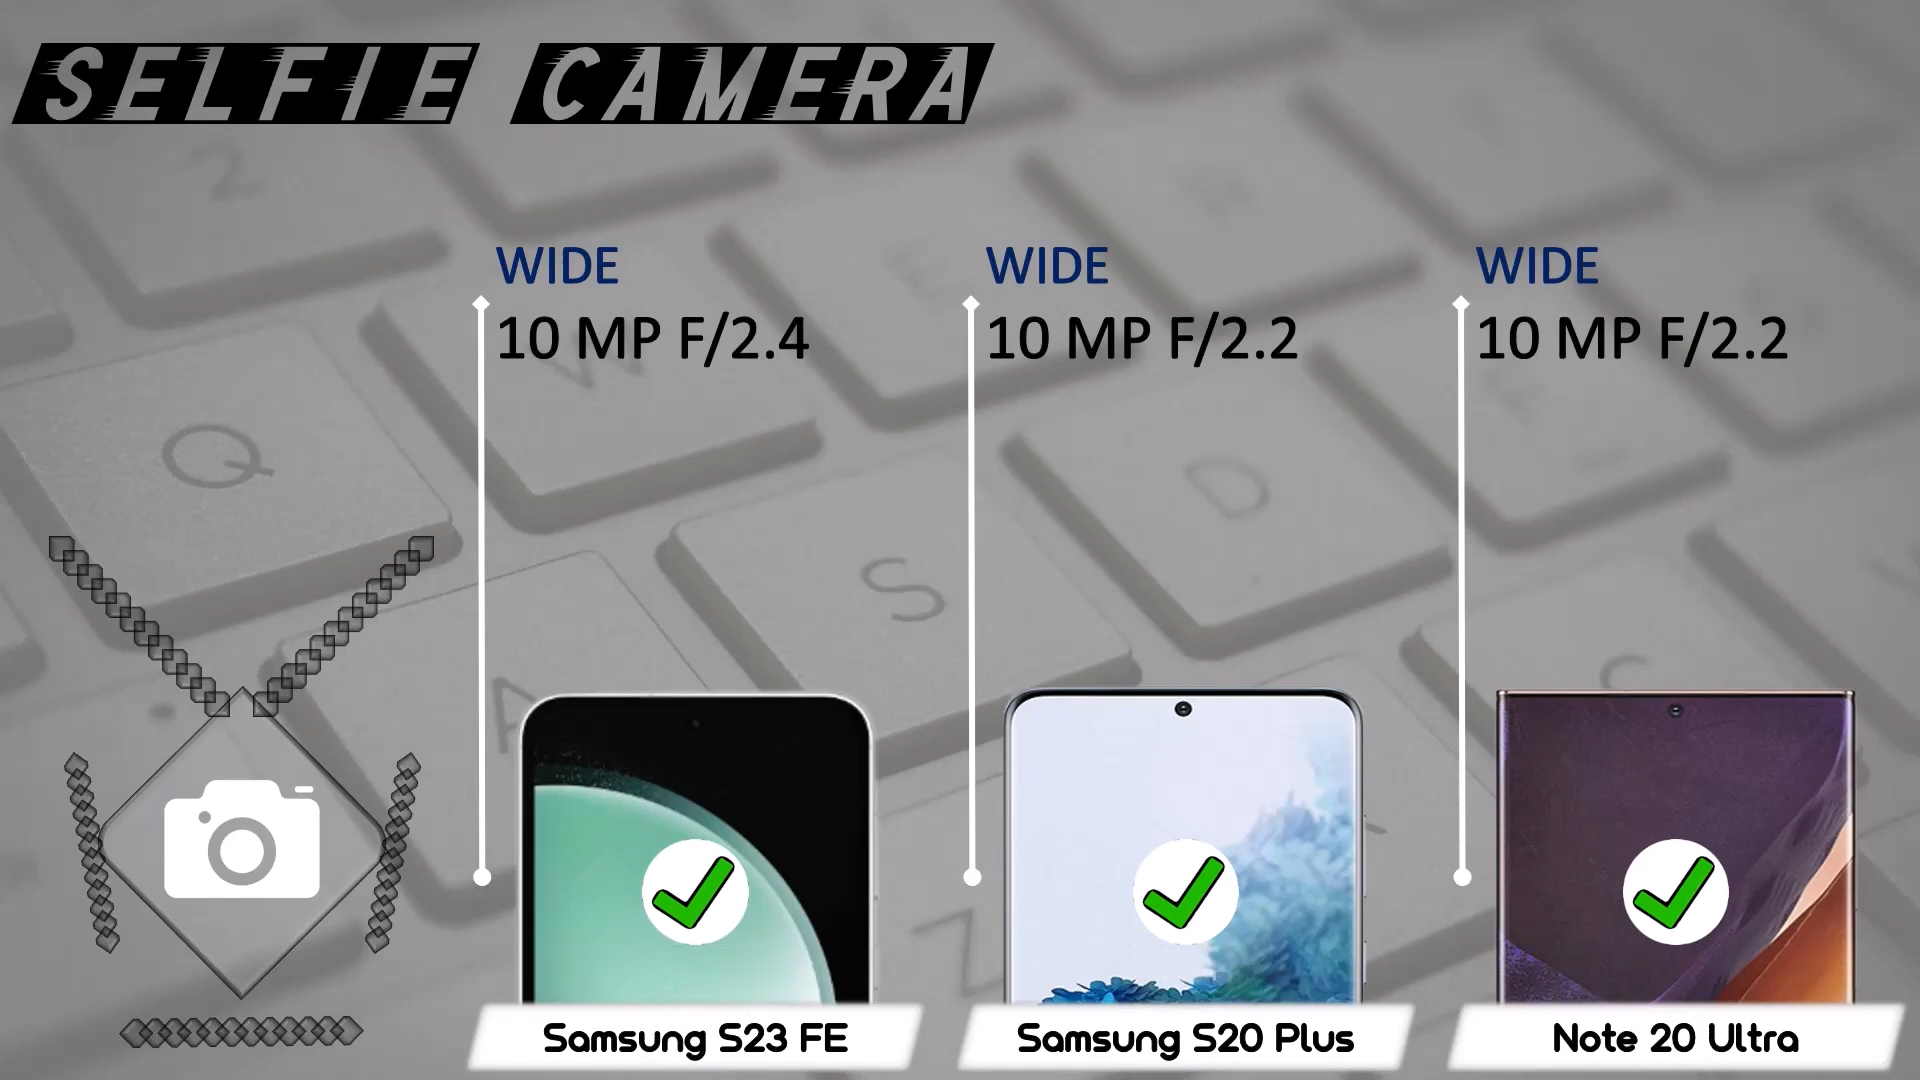 SELFIE CAMERA
WIDE
10 MP F/2.4
WIDE
10 MP F/2.2
WIDE
10 MP F/2.2
2
Q
W
E
D
S
A
Z
C
Samsung S23 FE
Samsung S20 Plus
Note 20 Ultra